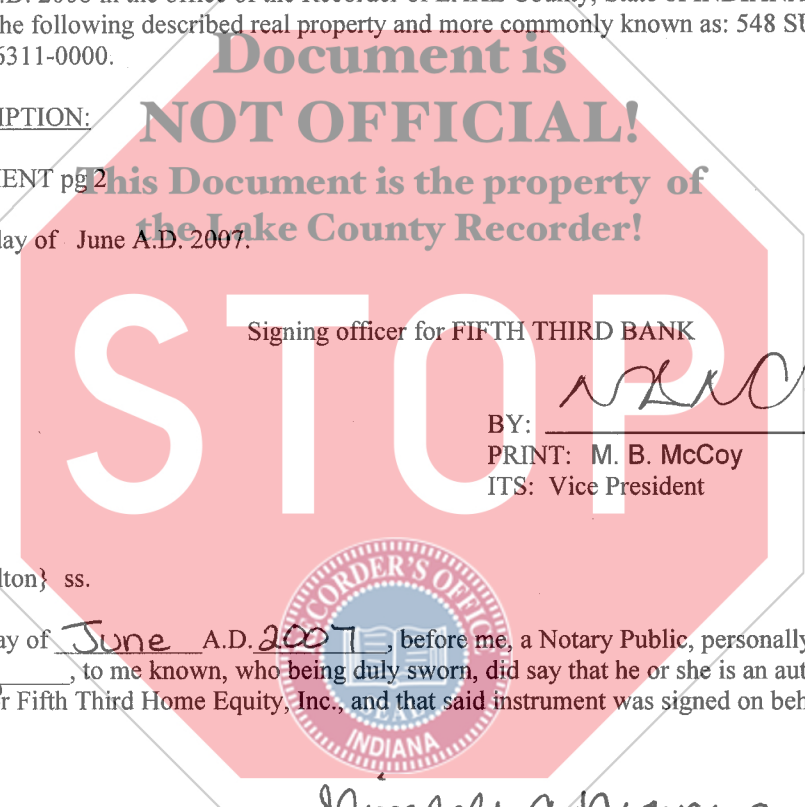 .D. 2006 in the office of the Recorder of LAKE County, State of INDIANA
he following described real property and more commonly known as: 548 SU
6311-0000.
Document is
NOT OFFICIAL!
IPTION:
This Document is the property of
ENT pg 2
the Lake County Recorder!
day of June A.D. 2007.
STOP
Signing officer for FIFTH THIRD BANK
BY:
PRINT: M. B. McCoy
ITS: Vice President
lton} ss.
RECORDER'S OFFICE
ay of June A.D. 2007, before me, a Notary Public, personally
, to me known, who being duly sworn, did say that he or she is an aut
r Fifth Third Home Equity, Inc., and that said instrument was signed on beh
SEAL
INDIANA